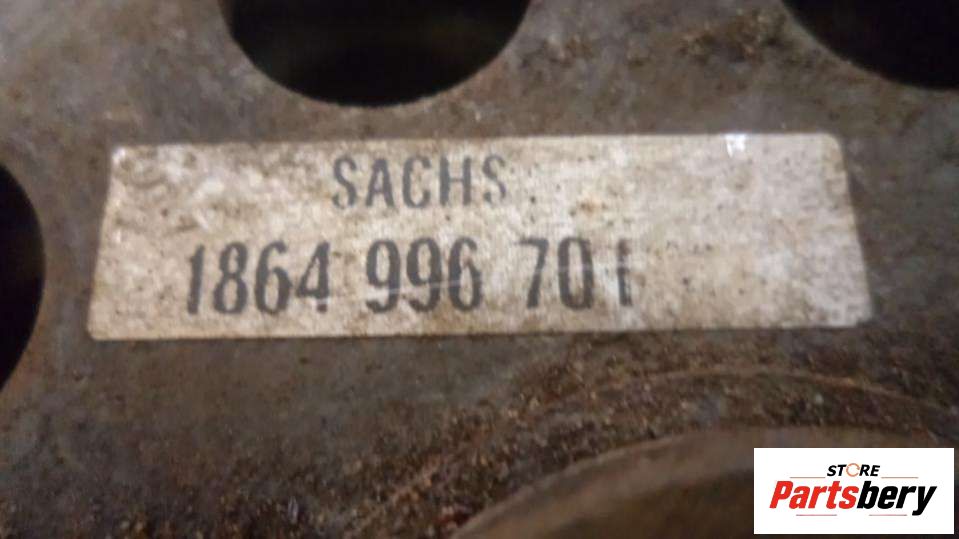 SACHS
1864 996 701
STORE
Partsbery